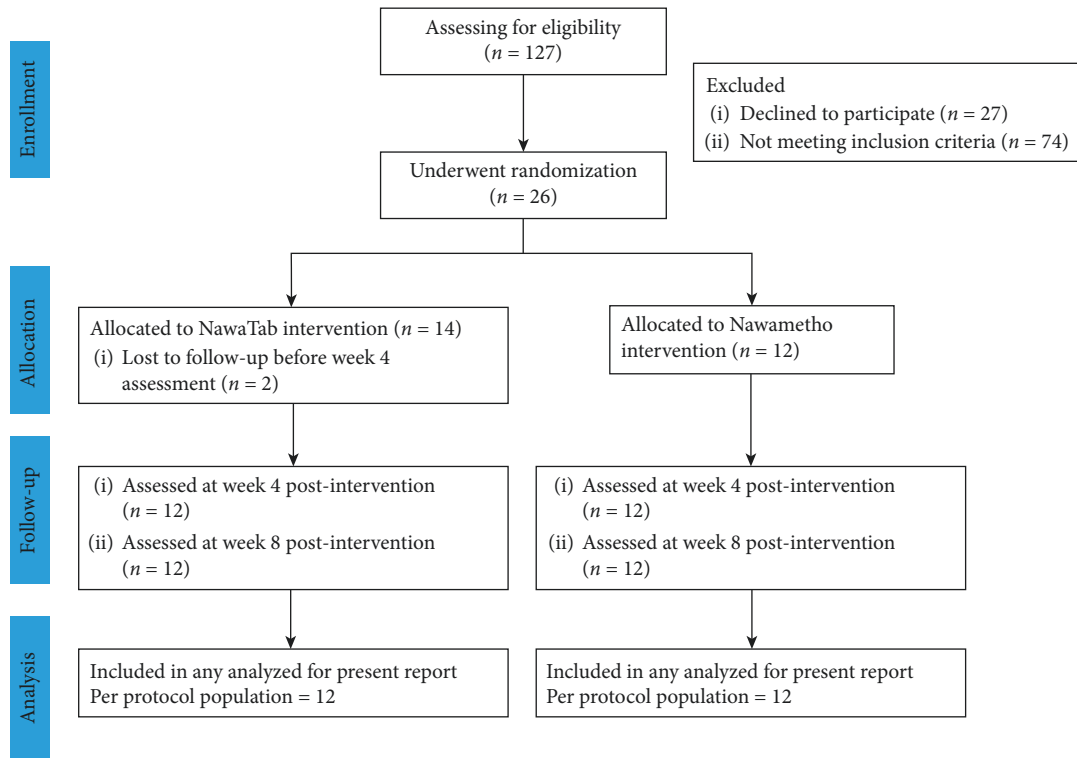 Enrollment
Assessing for eligibility
(n = 127)
Excluded
(i) Declined to participate (n = 27)
(ii) Not meeting inclusion criteria (n = 74)
Underwent randomization
(n = 26)
Allocation
Allocated to NawaTab intervention (n = 14)
(i) Lost to follow-up before week 4
assessment (n = 2)
Allocated to Nawametho
intervention (n = 12)
Follow-up
(i) Assessed at week 4 post-intervention
(n = 12)
(ii) Assessed at week 8 post-intervention
(n = 12)
(i) Assessed at week 4 post-intervention
(n = 12)
(ii) Assessed at week 8 post-intervention
(n = 12)
Analysis
Included in any analyzed for present report
Per protocol population = 12
Included in any analyzed for present report
Per protocol population = 12